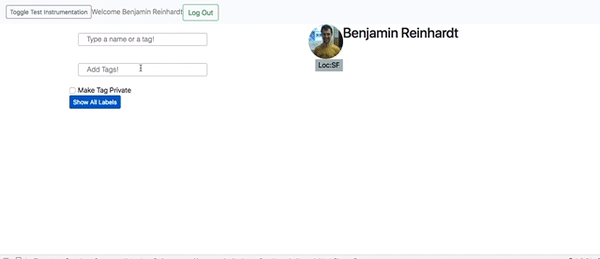 Toggle Test Instrumentation Welcome Benjamin Reinhardt Log Out
Type a name or a tag!
Benjamin Reinhardt
Loc:SF
Add Tags!
Make Tag Private
Show All Labels